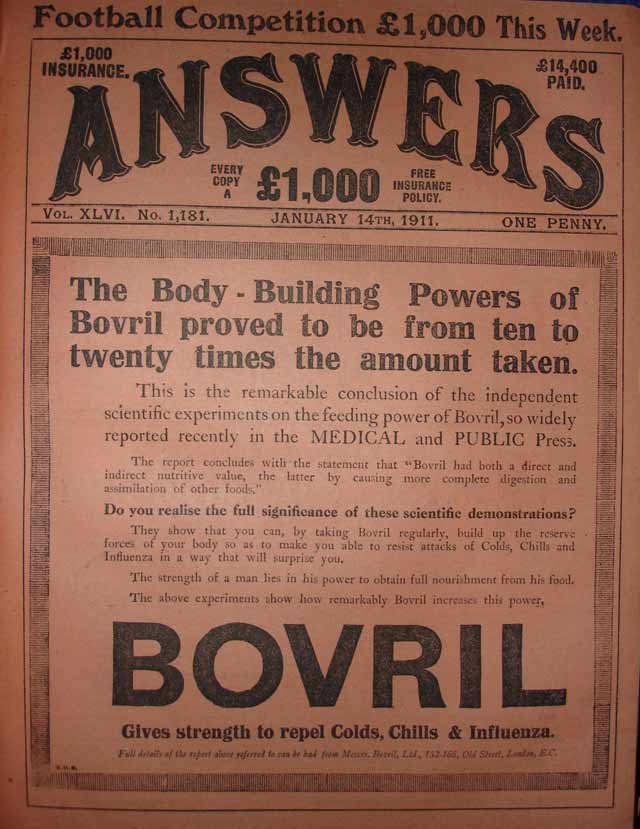 Football Competition £1,000 This Week.
£1,000
INSURANCE.
£14,400
PAID.
ANSWERS
EVERY
COPY
A
£1,000
FREE
INSURANCE
POLICY.
VOL. XLVI. No. 1,181. JANUARY 14TH, 1911. ONE PENNY.
The Body-Building Powers of
Bovril proved to be from ten to
twenty times the amount taken.
This is the remarkable conclusion of the independent
scientific experiments on the feeding power of Bovril, so widely
reported recently in the MEDICAL and PUBLIC Press.
The report concludes with the statement that "Bovril had both a direct and
indirect nutritive value, the latter by causing more complete digestion and
assimilation of other foods."
Do you realise the full significance of these scientific demonstrations?
They show that you can, by taking Bovril regularly, build up the reserve
forces of your body so as to make you able to resist attacks of Colds, Chills and
Influenza in a way that will surprise you.
The strength of a man lies in his power to obtain full nourishment from his food.
The above experiments show how remarkably Bovril increases this power,
BOVRIL
Gives strength to repel Colds, Chills & Influenza.
Full details of the report above referred to can be had from Messrs. Bovril, Ltd., 152-166, Old Street, London, E.C.